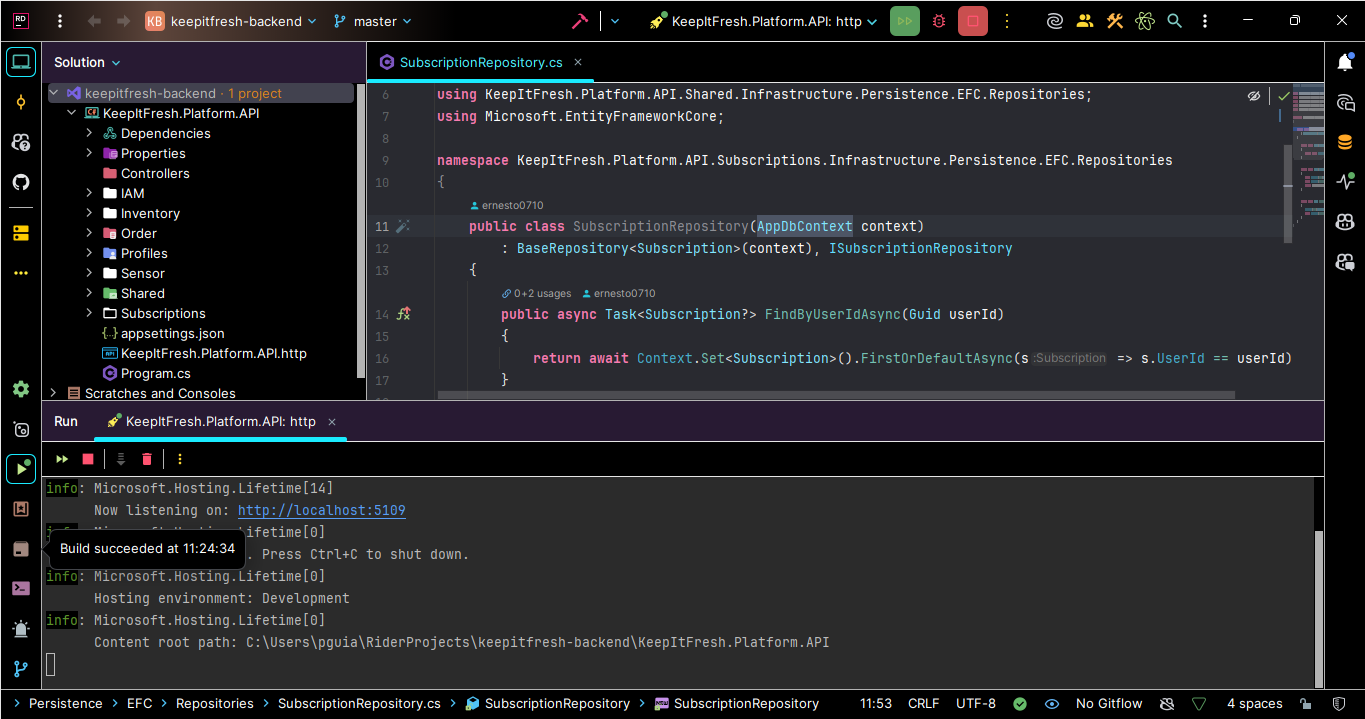 RD
KB keepitfresh-backend
master
KeepItFresh.Platform.API: http
Solution
SubscriptionRepository.cs
keepitfresh-backend · 1 project
KeepItFresh.Platform.API
Dependencies
Properties
Controllers
IAM
Inventory
Order
Profiles
Sensor
Shared
Subscriptions
appsettings.json
KeepItFresh.Platform.API.http
Program.cs
Scratches and Consoles
6 using KeepItFresh.Platform.API.Shared.Infrastructure.Persistence.EFC.Repositories;
7 using Microsoft.EntityFrameworkCore;
8
9 namespace KeepItFresh.Platform.API.Subscriptions.Infrastructure.Persistence.EFC.Repositories
10 {
ernesto0710
11 public class SubscriptionRepository(AppDbContext context)
12 : BaseRepository<Subscription>(context), ISubscriptionRepository
13 {
0+2 usages ernesto0710
14 public async Task<Subscription?> FindByUserIdAsync(Guid userId)
15 {
16 return await Context.Set<Subscription>().FirstOrDefaultAsync(s :Subscription => s.UserId == userId)
17 }
Run
KeepItFresh.Platform.API: http
info: Microsoft.Hosting.Lifetime[14]
Now listening on: http://localhost:5109
info: Microsoft.Hosting.Lifetime[0]
. Press Ctrl+C to shut down.
Build succeeded at 11:24:34
info: Microsoft.Hosting.Lifetime[0]
Hosting environment: Development
info: Microsoft.Hosting.Lifetime[0]
Content root path: C:\Users\pguia\RiderProjects\keepitfresh-backend\KeepItFresh.Platform.API
Persistence > EFC > Repositories > SubscriptionRepository.cs > SubscriptionRepository > SubscriptionRepository
11:53 CRLF UTF-8 No Gitflow 4 spaces